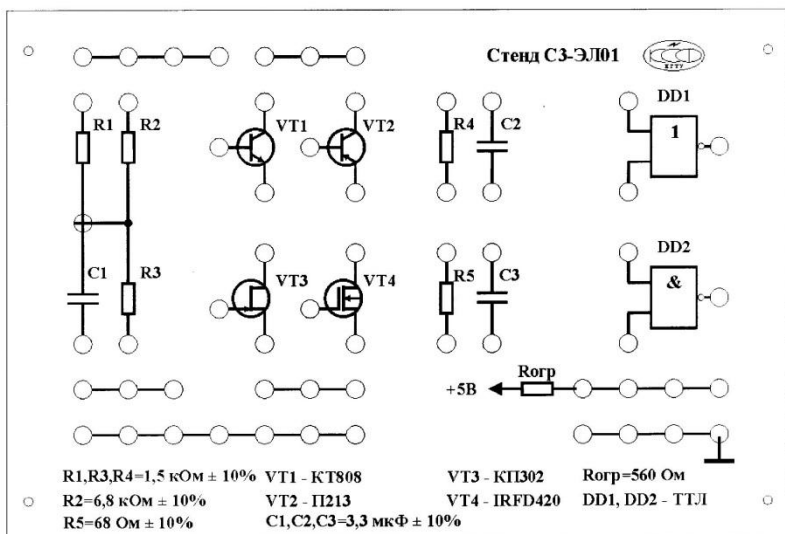 Стенд С3-ЭЛ01
КГТУ
DD1
R1 R2 VT1 VT2 R4 C2 1
C1 R3 VT3 VT4 R5 C3 DD2
&
+5В Rогр
R1,R3,R4=1,5 кОм ± 10% VT1 - КТ808 VT3 - КП302 Rогр=560 Ом
R2=6,8 кОм ± 10% VT2 - П213 VT4 - IRFD420 DD1, DD2 - ТТЛ
R5=68 Ом ± 10% C1,C2,C3=3,3 мкФ ± 10%